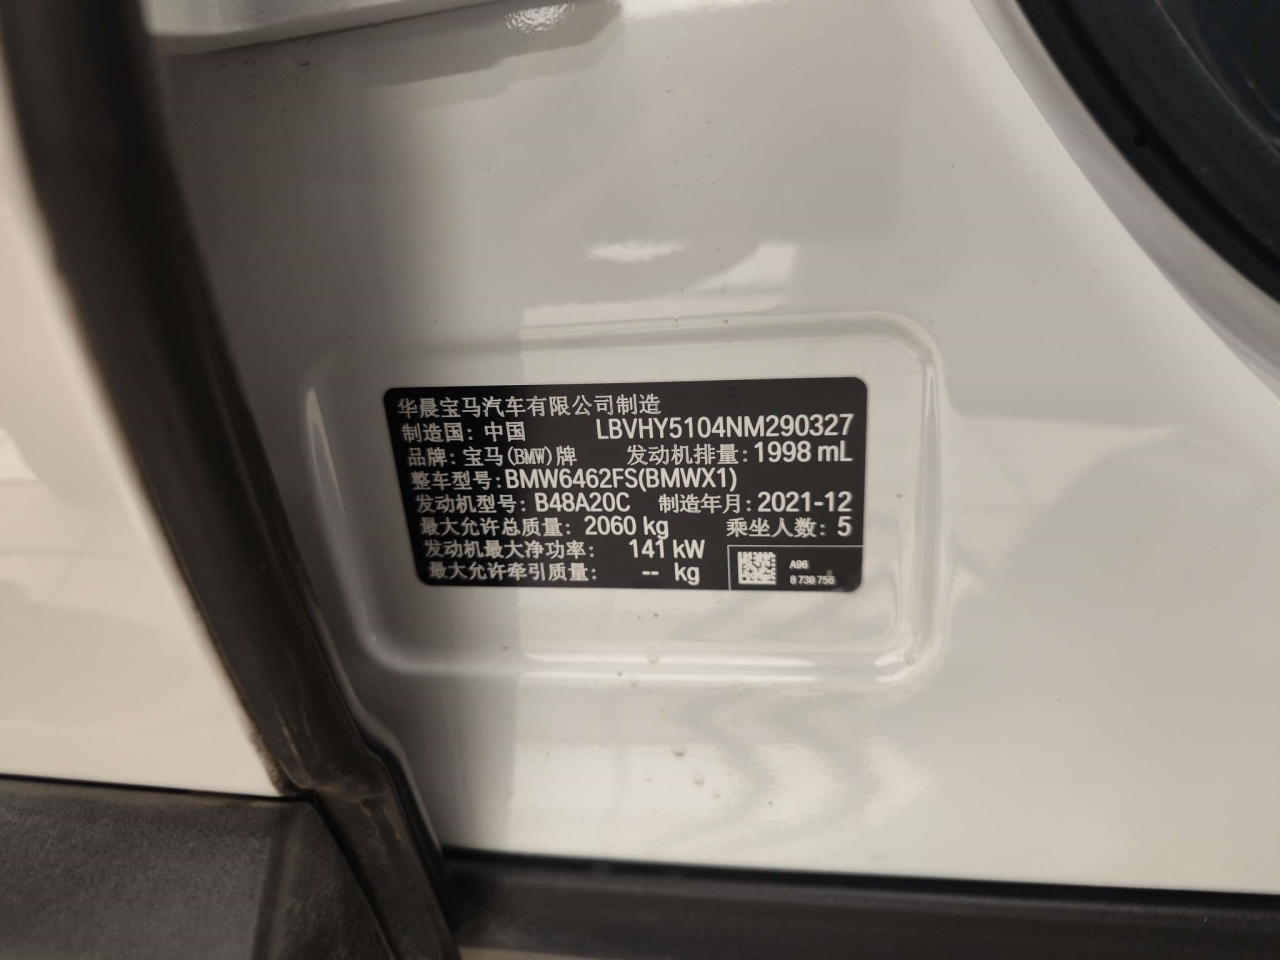 华晨宝马汽车有限公司制造
制造国: 中国 LBVHY5104NM290327
品牌: 宝马(BMW)牌 发动机排量: 1998 mL
整车型号: BMW6462FS(BMWX1)
发动机型号: B48A20C 制造年月: 2021-12
最大允许总质量: 2060 kg 乘坐人数: 5
发动机最大净功率: 141 kW
最大允许牵引质量: -- kg
A96
8 738 756